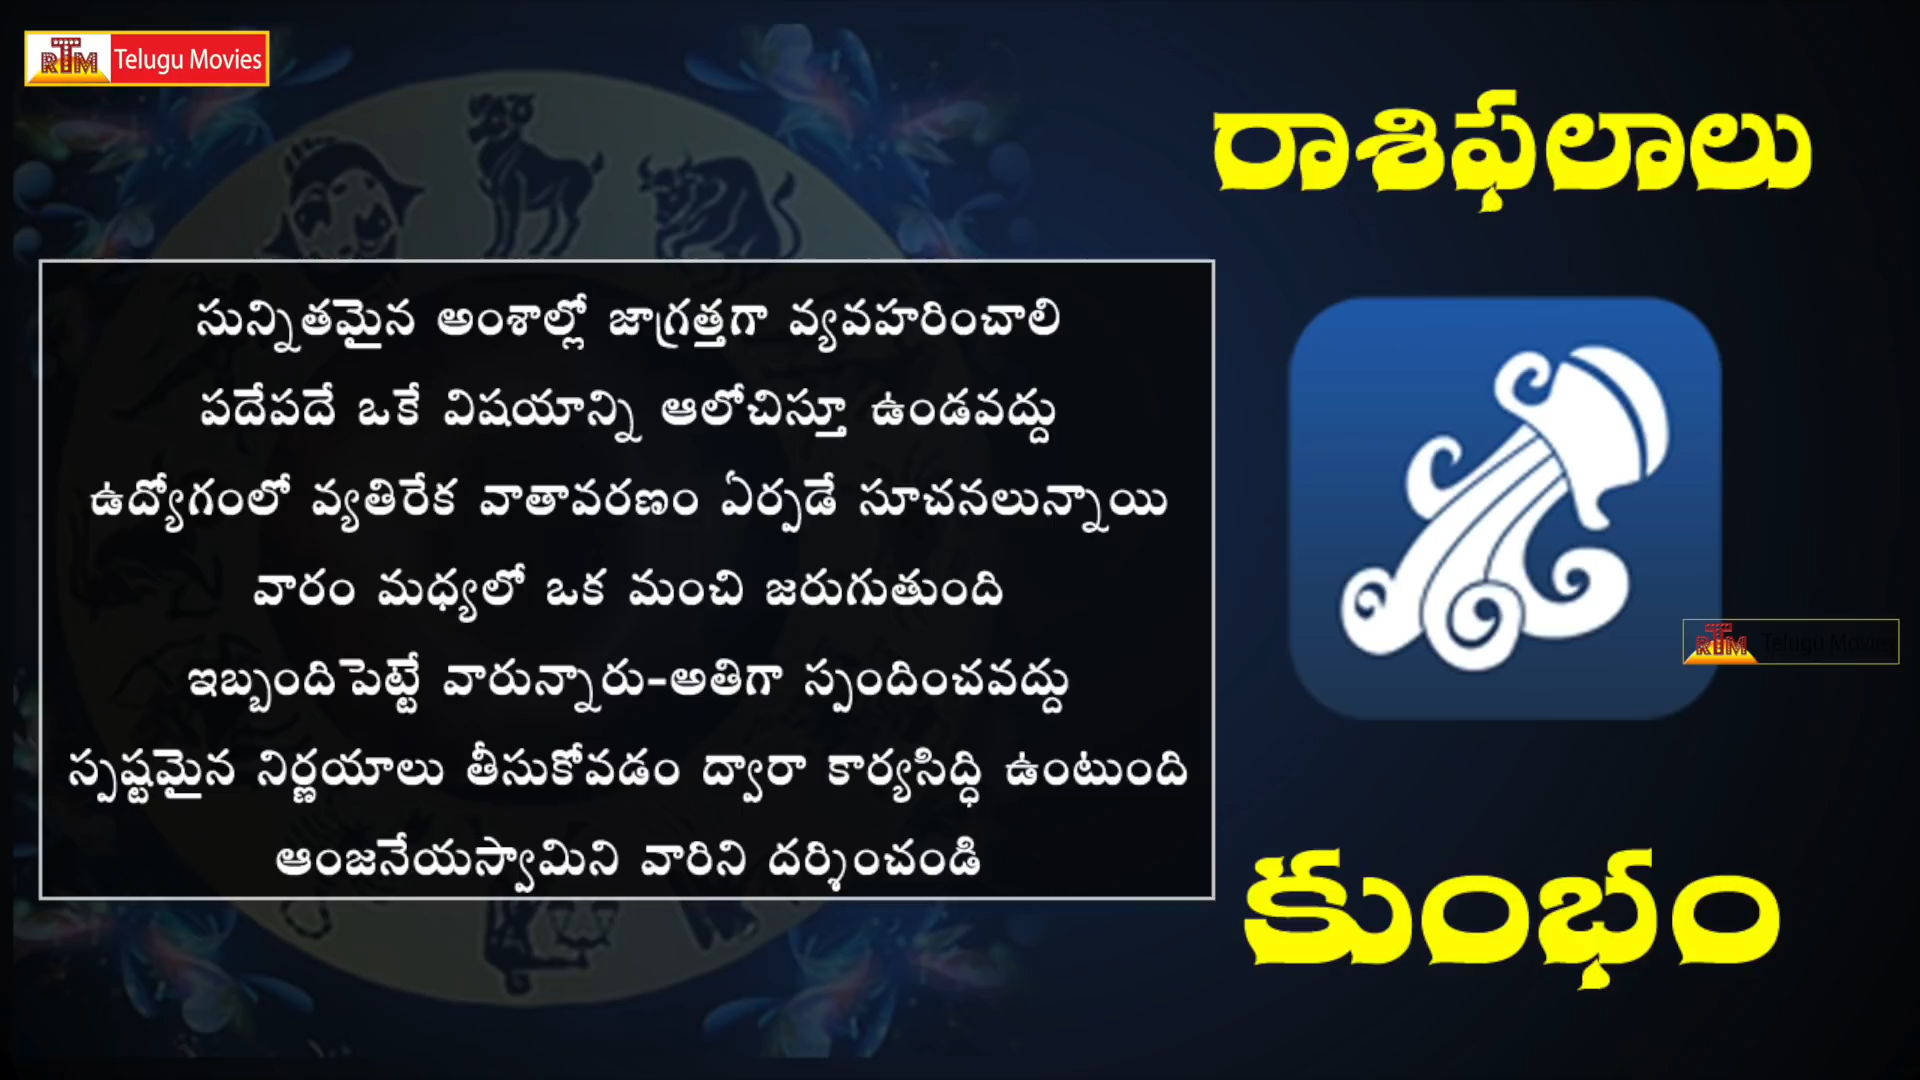 RTM Telugu Movies
రాశిఫలాలు
సున్నితమైన అంశాల్లో జాగ్రత్తగా వ్యవహరించాలి
పదేపదే ఒకే విషయాన్ని ఆలోచిస్తూ ఉండవద్దు
ఉద్యోగంలో వ్యతిరేక వాతావరణం ఏర్పడే సూచనలున్నాయి
వారం మధ్యలో ఒక మంచి జరుగుతుంది
ఇబ్బందిపెట్టే వారున్నారు-అతిగా స్పందించవద్దు
స్పష్టమైన నిర్ణయాలు తీసుకోవడం ద్వారా కార్యసిద్ధి ఉంటుంది
ఆంజనేయస్వామిని వారిని దర్శించండి
RTM Telugu Movies
కుంభం